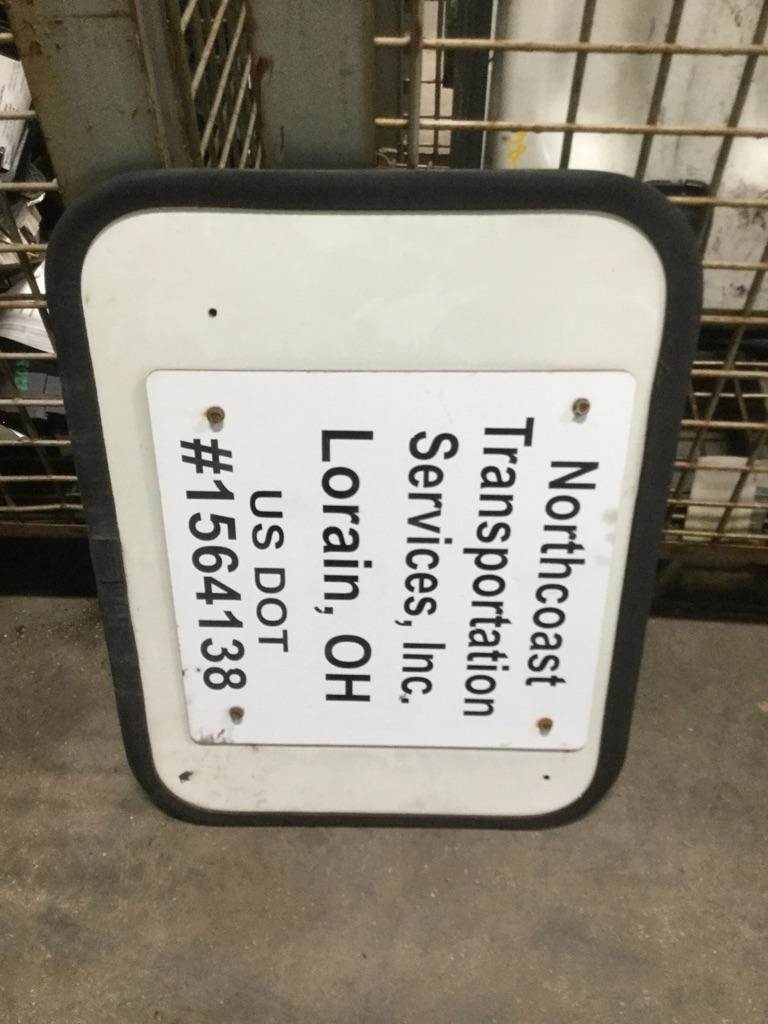 Northcoast
Transportation
Services, Inc.
Lorain, OH
US DOT
#1564138